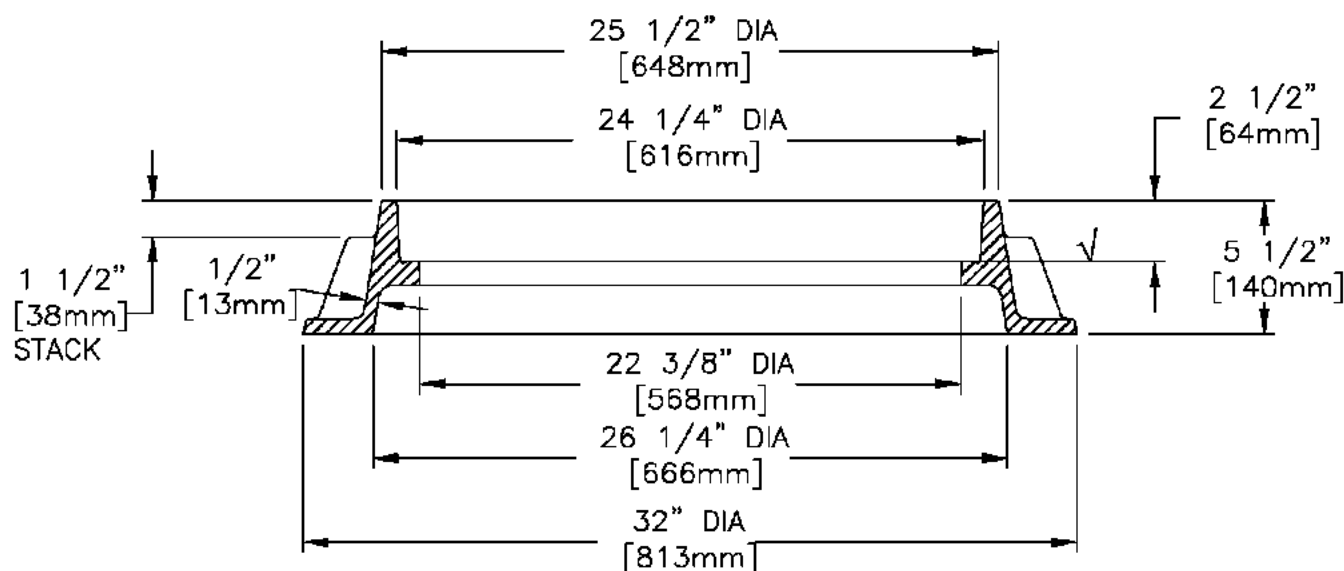 25 1/2" DIA
[648mm]
24 1/4" DIA
[616mm]
2 1/2"
[64mm]
1 1/2"
[38mm]
STACK
1/2"
[13mm]
5 1/2"
[140mm]
22 3/8" DIA
[568mm]
26 1/4" DIA
[666mm]
32" DIA
[813mm]